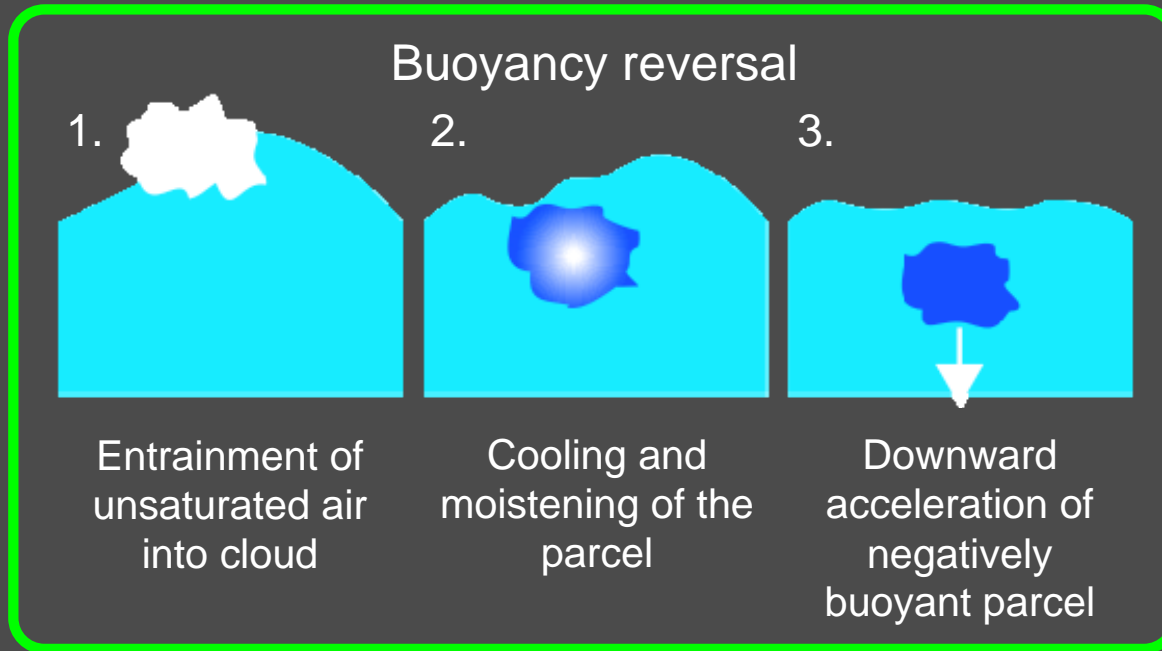 Buoyancy reversal
1.
2.
3.
Entrainment of
unsaturated air
into cloud
Cooling and
moistening of the
parcel
Downward
acceleration of
negatively
buoyant parcel